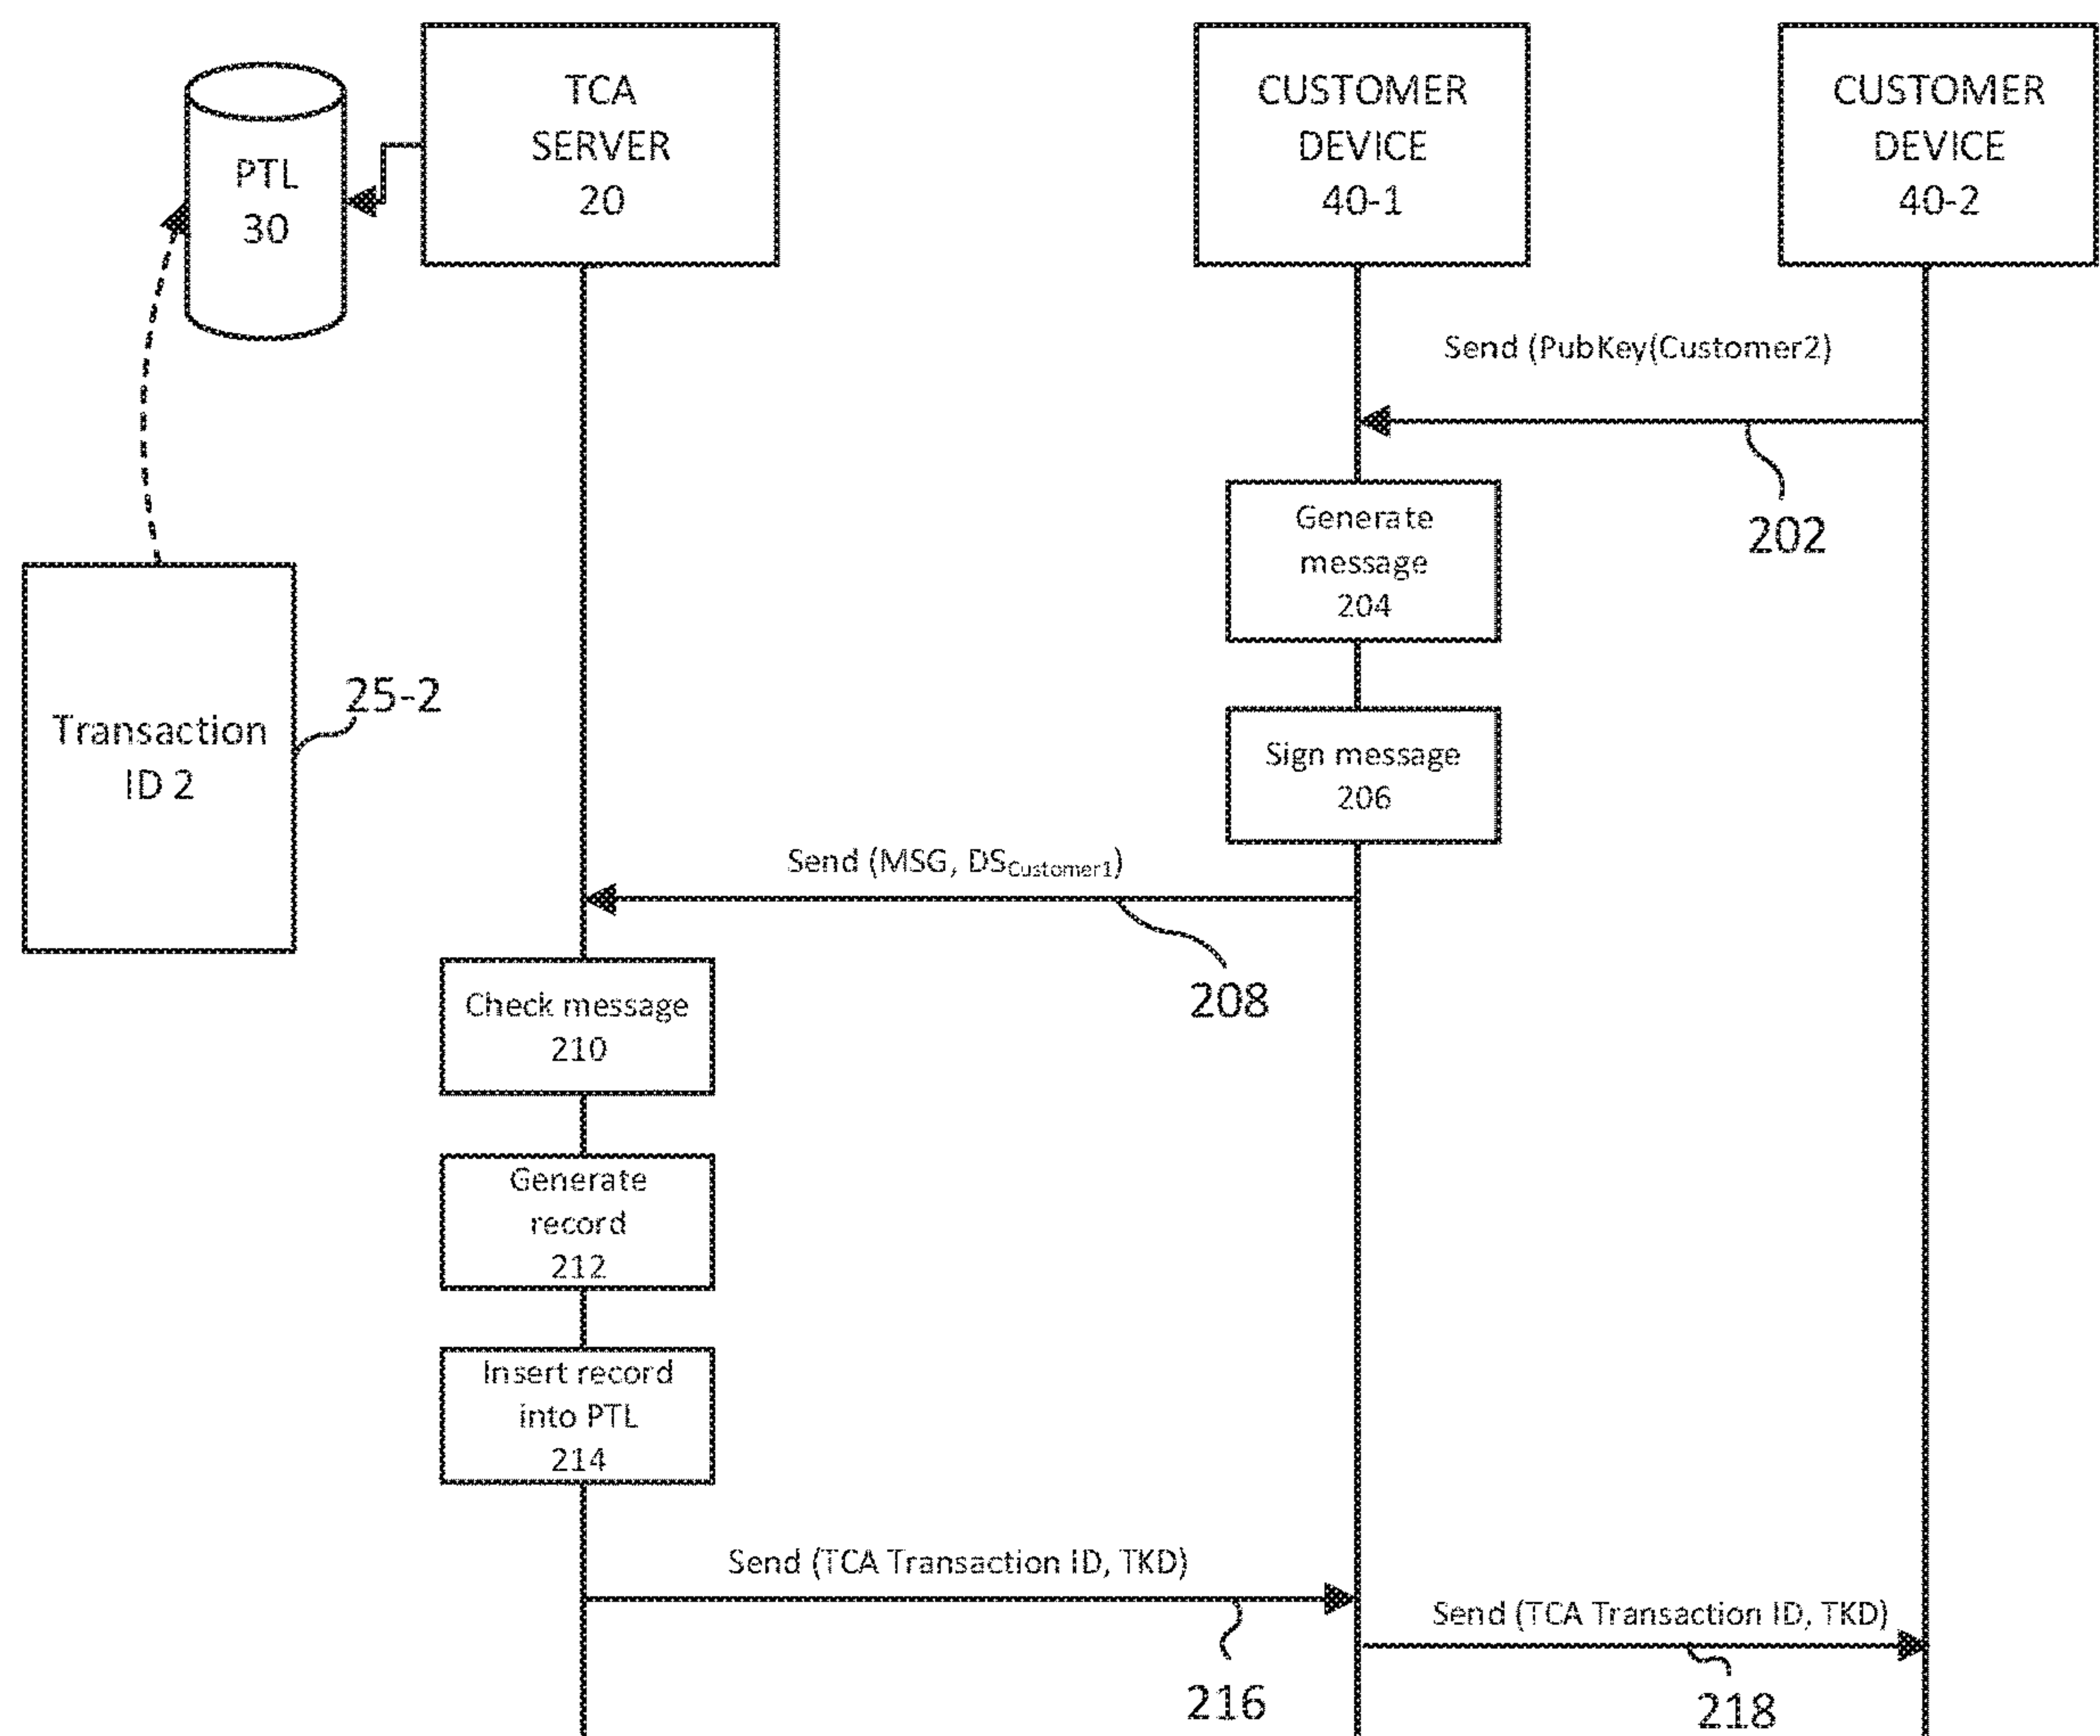 TCA
SERVER
20
CUSTOMER
DEVICE
40-1
CUSTOMER
DEVICE
40-2
PTL
30
Send (PubKey(Customer2)
202
Generate
message
204
Transaction
ID 2
25-2
Sign message
206
Send (MSG, DSCustomer1)
208
Check message
210
Generate
record
212
Insert record
into PTL
214
Send (TCA Transaction ID, TKD)
216
Send (TCA Transaction ID, TKD)
218